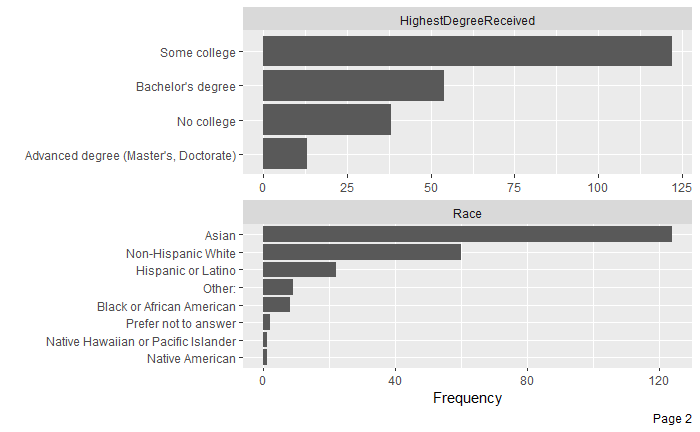 HighestDegreeReceived
Some college
Bachelor's degree
No college
Advanced degree (Master's, Doctorate)
0 25 50 75 100 125
Race
Asian
Non-Hispanic White
Hispanic or Latino
Other:
Black or African American
Prefer not to answer
Native Hawaiian or Pacific Islander
Native American
0 40 80 120
Frequency
Page 2